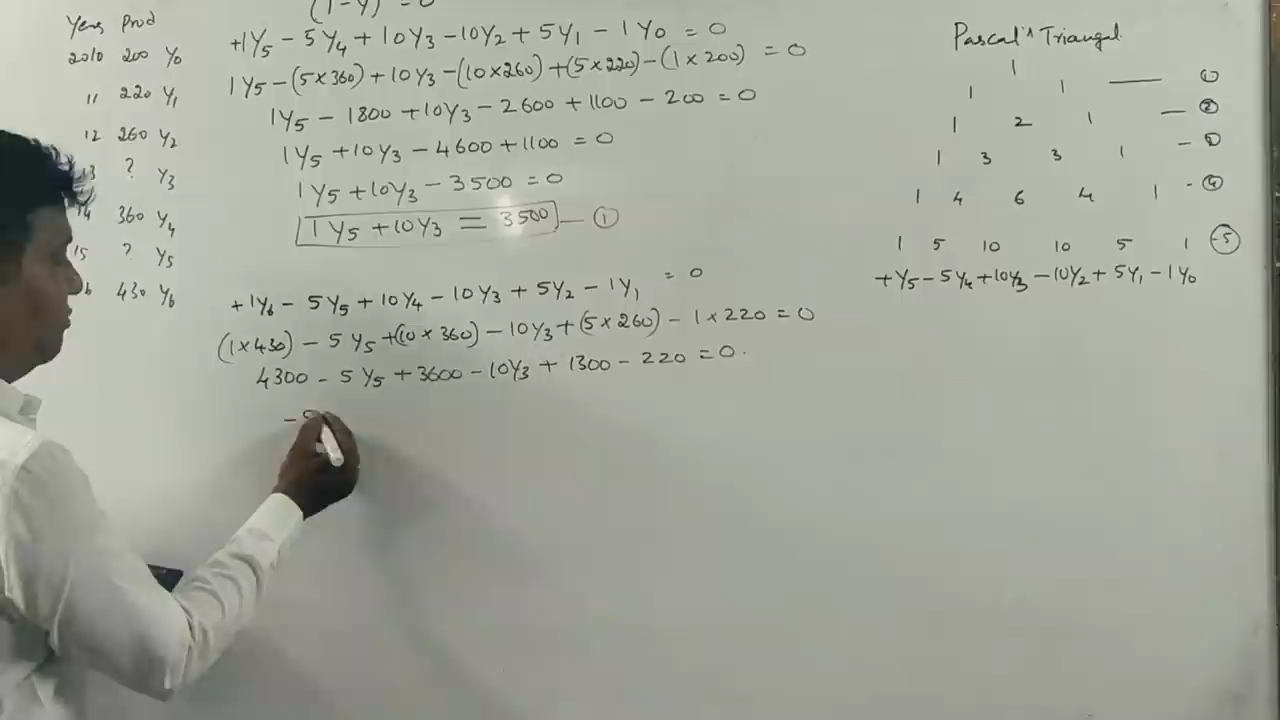 Year Prod
2010 200 Y0
11 220 Y1
12 260 Y2
? Y3
360 Y4
15 ? Y5
430 Y6
(1-Y) = 0
+1Y5 - 5Y4 + 10Y3 - 10Y2 + 5Y1 - 1Y0 = 0
1Y5 - (5×360) + 10Y3 - (10×260) + (5×220) - (1×200) = 0
1Y5 - 1800 + 10Y3 - 2600 + 1100 - 200 = 0
1Y5 + 10Y3 - 4600 + 1100 = 0
1Y5 + 10Y3 - 3500 = 0
1Y5 + 10Y3 = 3500 — ①
+1Y6 - 5Y5 + 10Y4 - 10Y3 + 5Y2 - 1Y1 = 0
(1×430) - 5Y5 + (10×360) - 10Y3 + (5×260) - 1×220 = 0
4300 - 5Y5 + 3600 - 10Y3 + 1300 - 220 = 0.
Pascal's Triangal
1
1 1 — ①
1 2 1 — ②
1 3 3 1 -
1 4 6 4 1 - ④
1 5 10 10 5 1 -5
+Y5 - 5Y4 + 10Y3 - 10Y2 + 5Y1 - 1Y0